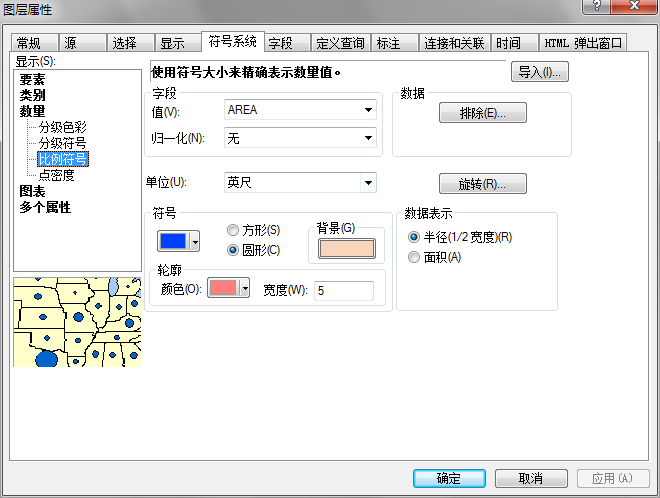 图层属性
常规 源 选择 显示 符号系统 字段 定义查询 标注 连接和关联 时间 HTML 弹出窗口
显示(S):
要素
类别
数量
分级色彩
分级符号
比例符号
点密度
图表
多个属性
使用符号大小来精确表示数量值。
导入(I)...
字段
值(V): AREA
归一化(N): 无
数据
排除(E)...
单位(U): 英尺
旋转(R)...
符号
方形(S)
圆形(C)
背景(G)
轮廓
颜色(O): 宽度(W): 5
数据表示
半径(1/2 宽度)(R)
面积(A)
确定 取消 应用(A)